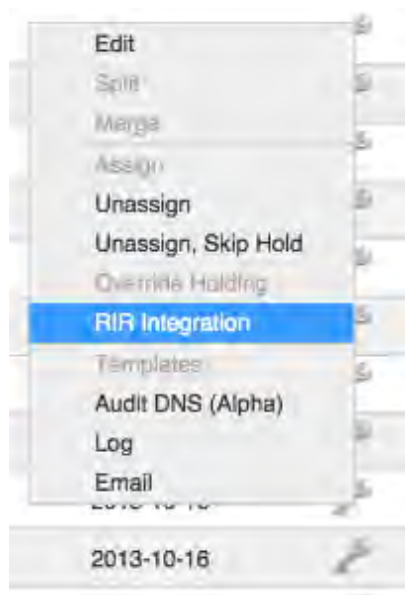 Edit
Split
Merge
Assign
Unassign
Unassign, Skip Hold
Override Holding
RIR Integration
Templates
Audit DNS (Alpha)
Log
Email
2013-10-16